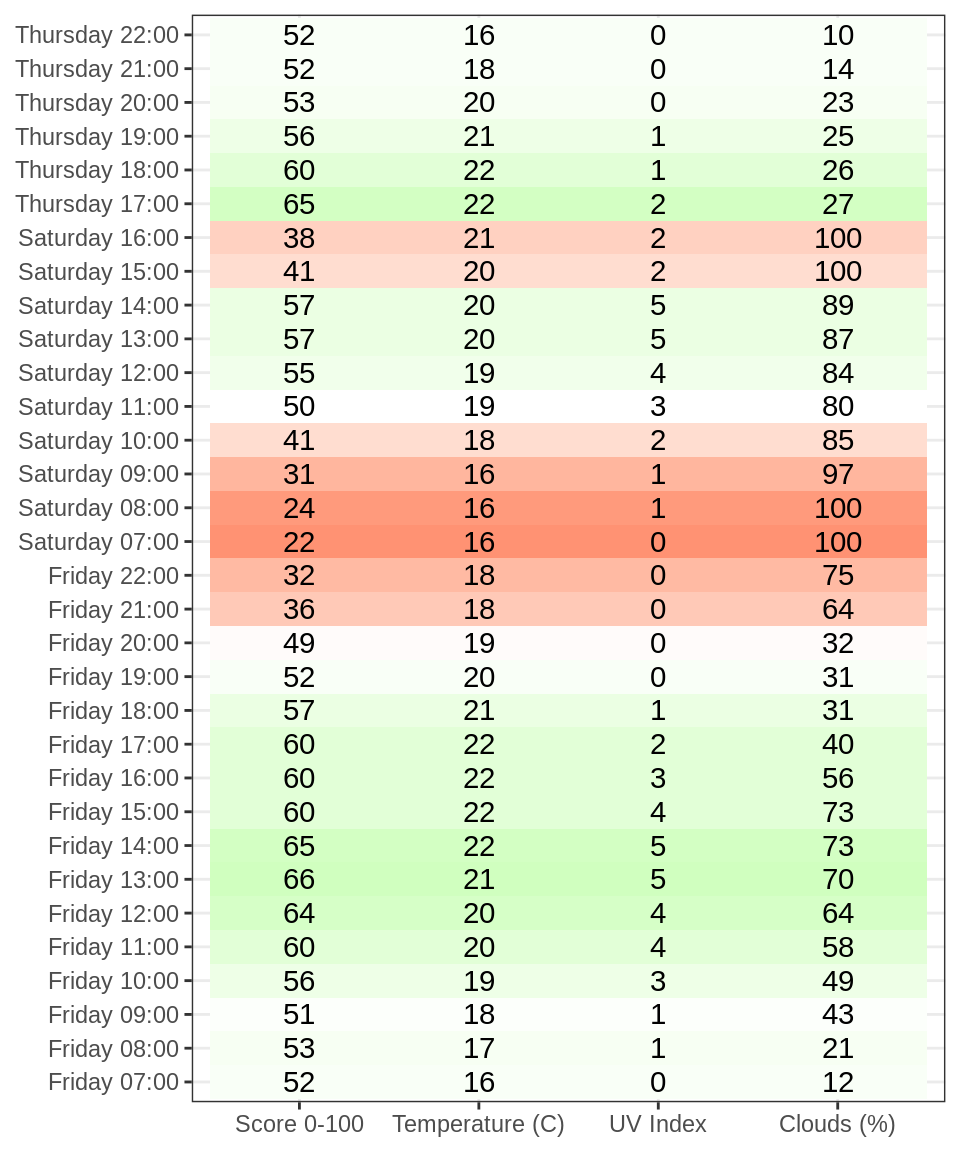 Thursday 22:00 52 16 0 10
Thursday 21:00 52 18 0 14
Thursday 20:00 53 20 0 23
Thursday 19:00 56 21 1 25
Thursday 18:00 60 22 1 26
Thursday 17:00 65 22 2 27
Saturday 16:00 38 21 2 100
Saturday 15:00 41 20 2 100
Saturday 14:00 57 20 5 89
Saturday 13:00 57 20 5 87
Saturday 12:00 55 19 4 84
Saturday 11:00 50 19 3 80
Saturday 10:00 41 18 2 85
Saturday 09:00 31 16 1 97
Saturday 08:00 24 16 1 100
Saturday 07:00 22 16 0 100
Friday 22:00 32 18 0 75
Friday 21:00 36 18 0 64
Friday 20:00 49 19 0 32
Friday 19:00 52 20 0 31
Friday 18:00 57 21 1 31
Friday 17:00 60 22 2 40
Friday 16:00 60 22 3 56
Friday 15:00 60 22 4 73
Friday 14:00 65 22 5 73
Friday 13:00 66 21 5 70
Friday 12:00 64 20 4 64
Friday 11:00 60 20 4 58
Friday 10:00 56 19 3 49
Friday 09:00 51 18 1 43
Friday 08:00 53 17 1 21
Friday 07:00 52 16 0 12
Score 0-100 Temperature (C) UV Index Clouds (%)